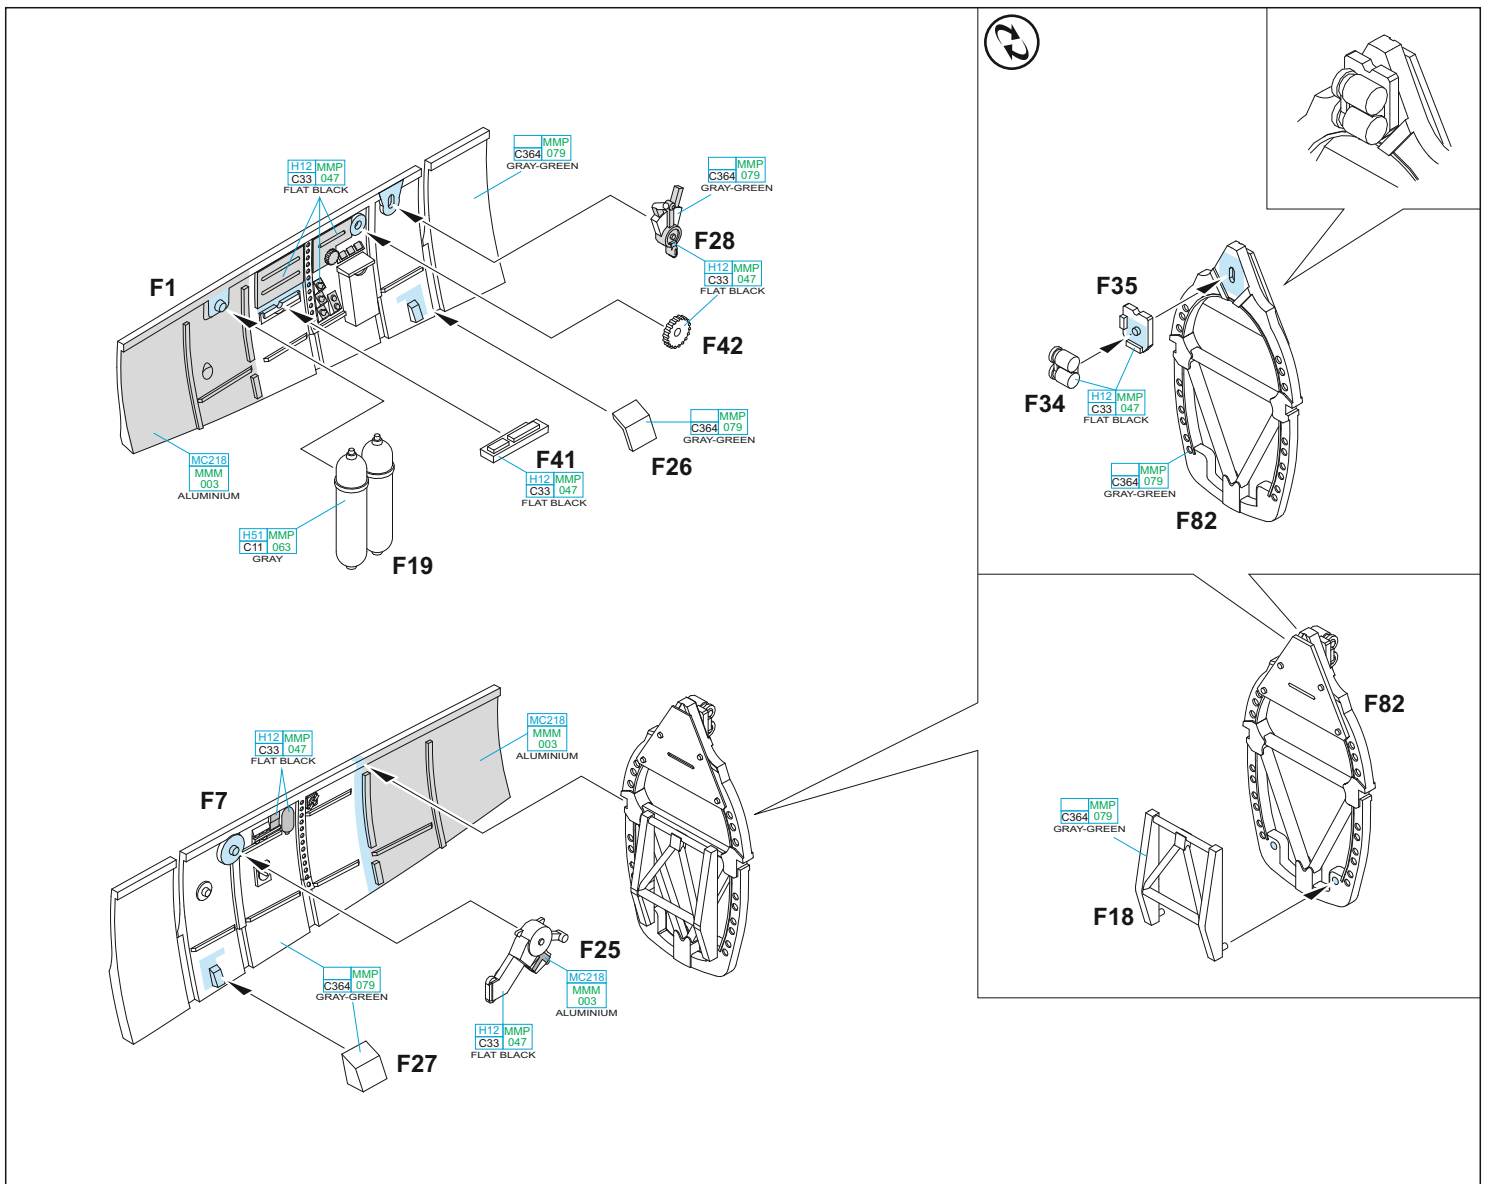 MMP
C364 079
GRAY-GREEN
H12 MMP
C33 047
FLAT BLACK
MMP
C364 079
GRAY-GREEN
F28
H12 MMP
C33 047
FLAT BLACK
F1
F42
MMP
C364 079
GRAY-GREEN
F26
F41
H12 MMP
C33 047
FLAT BLACK
MC218
MMM
003
ALUMINIUM
H51 MMP
C11 063
GRAY
F19
F35
F34
H12 MMP
C33 047
FLAT BLACK
MMP
C364 079
GRAY-GREEN
F82
F82
MMP
C364 079
GRAY-GREEN
F18
MC218
MMM
003
ALUMINIUM
H12 MMP
C33 047
FLAT BLACK
F7
F25
MC218
MMM
003
ALUMINIUM
MMP
C364 079
GRAY-GREEN
H12 MMP
C33 047
FLAT BLACK
F27